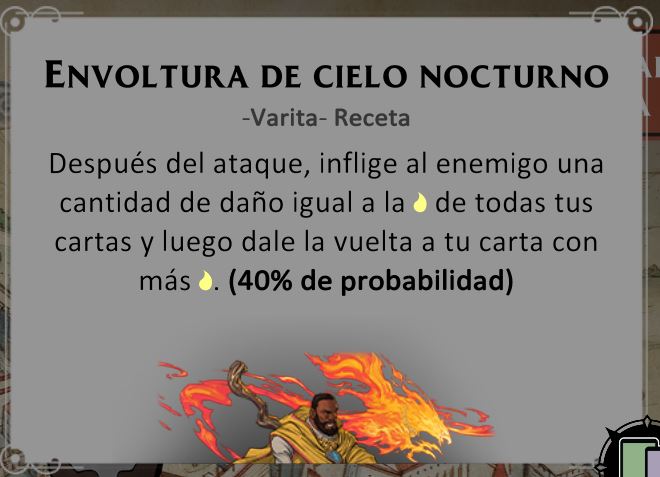 Envoltura de cielo nocturno
-Varita- Receta
Después del ataque, inflige al enemigo una
cantidad de daño igual a la de todas tus
cartas y luego dale la vuelta a tu carta con
más . (40% de probabilidad)